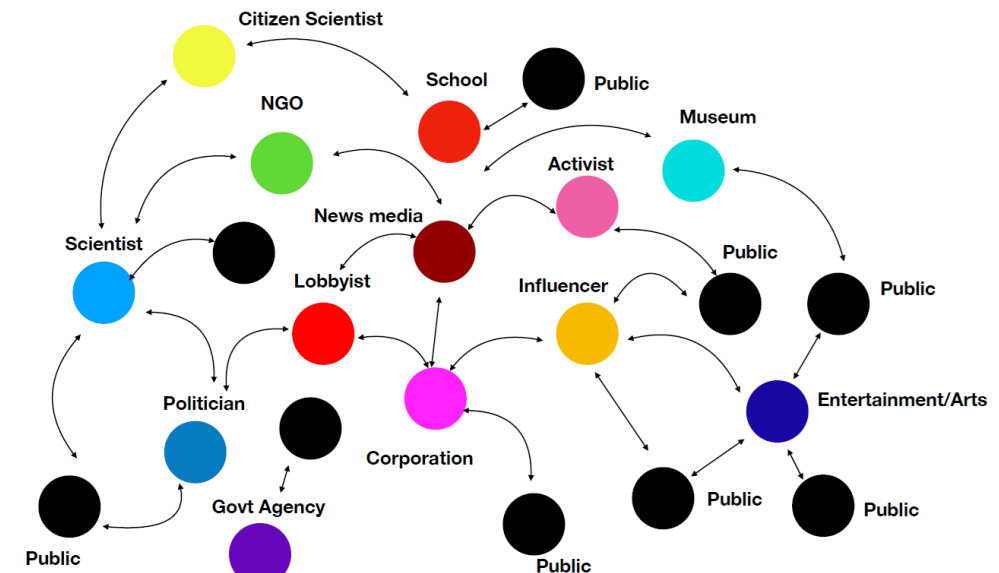 Citizen Scientist
School
Public
NGO
Museum
Activist
News media
Scientist
Public
Lobbyist
Influencer
Public
Politician
Entertainment/Arts
Corporation
Govt Agency
Public
Public
Public
Public